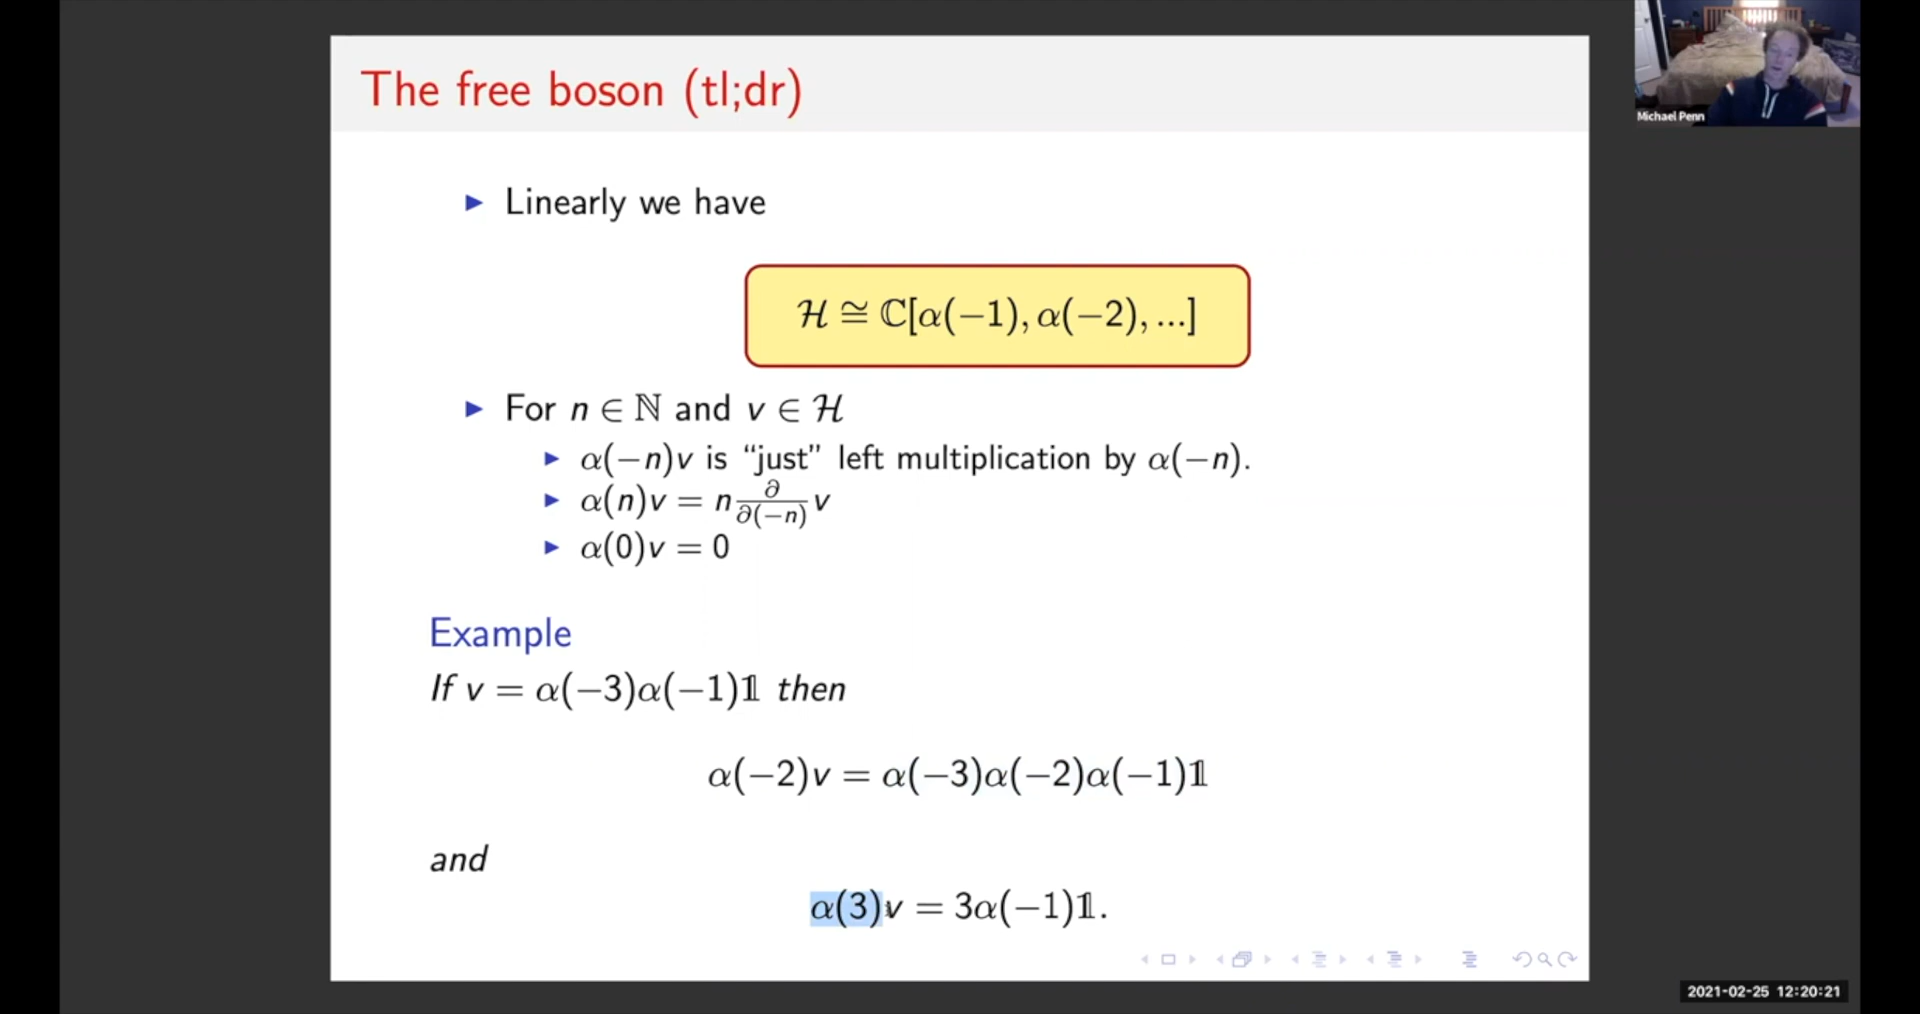 The free boson (tl;dr)
Michael Penn
▶ Linearly we have
ℋ ≅ ℂ[α(−1), α(−2), ...]
▶ For n ∈ ℕ and v ∈ ℋ
▶ α(−n)v is “just” left multiplication by α(−n).
▶ α(n)v = n ∂/∂(−n) v
▶ α(0)v = 0
Example
If v = α(−3)α(−1)𝟙 then
α(−2)v = α(−3)α(−2)α(−1)𝟙
and
α(3)v = 3α(−1)𝟙.
2021-02-25 12:20:21